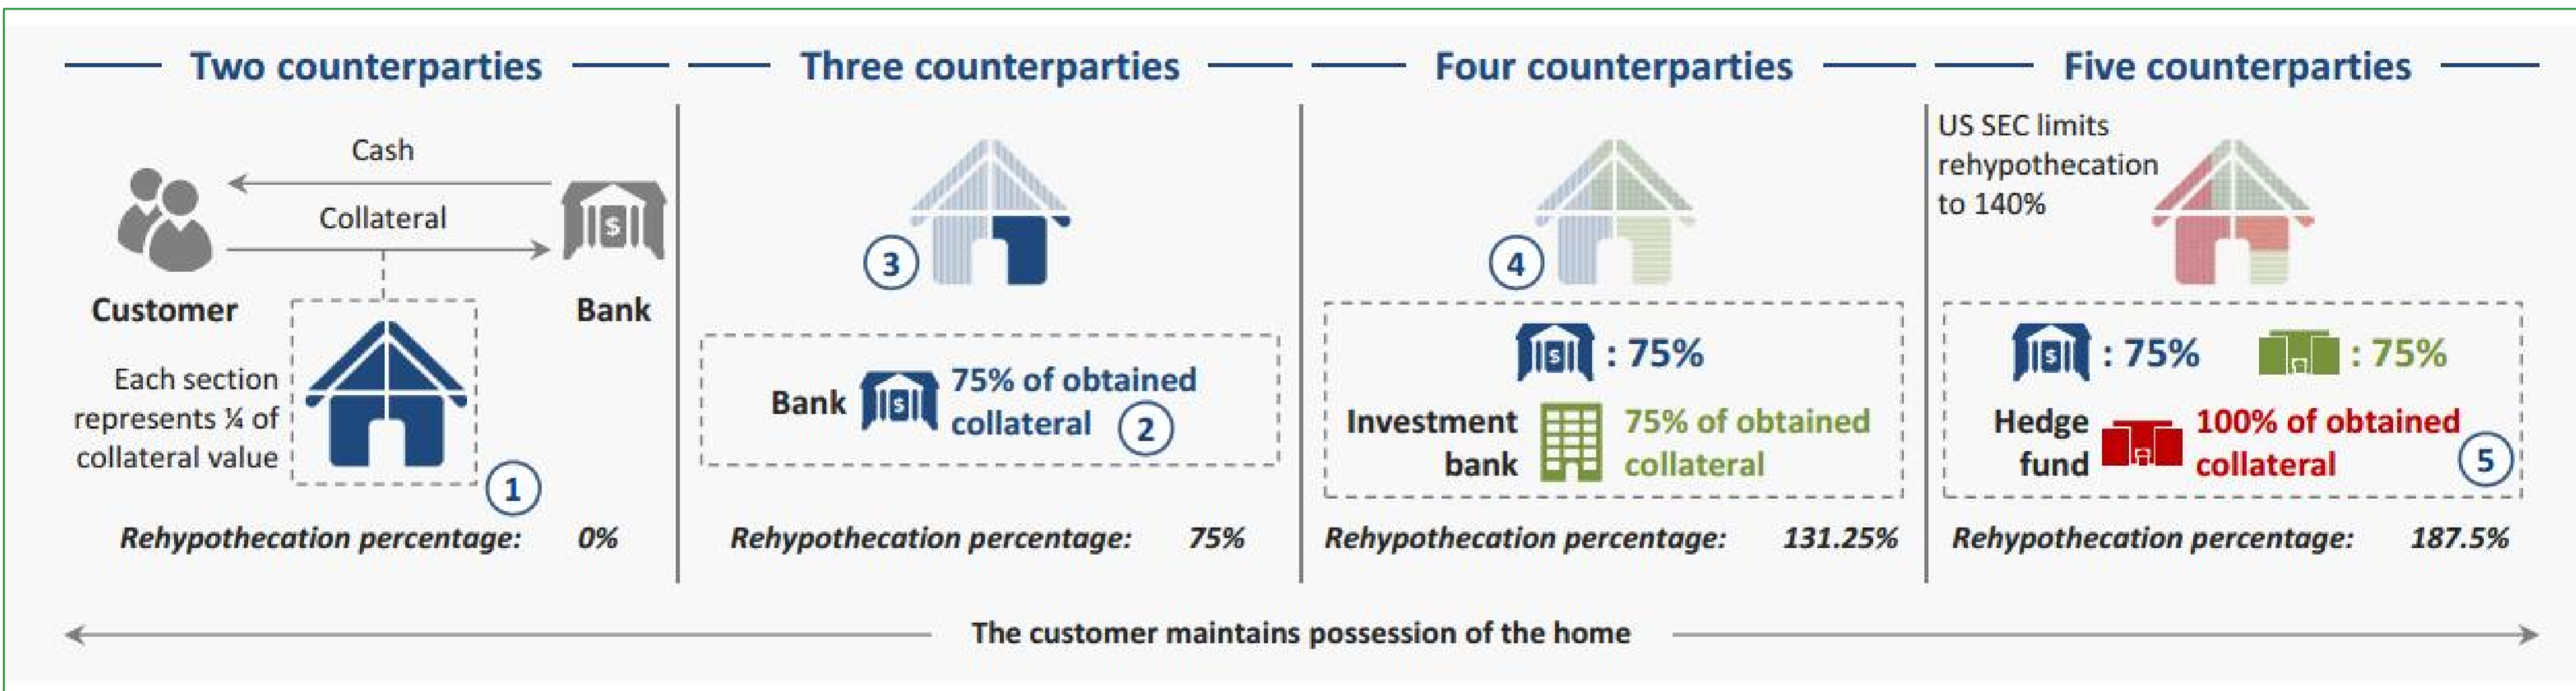 Two counterparties
Cash
Collateral
$
Customer
Bank
Each section
represents ¼ of
collateral value
1
Rehypothecation percentage: 0%
Three counterparties
3
Bank
$
75% of obtained
collateral
2
Rehypothecation percentage: 75%
Four counterparties
4
$
: 75%
Investment
bank
75% of obtained
collateral
Rehypothecation percentage: 131.25%
Five counterparties
US SEC limits
rehypothecation
to 140%
$
: 75%
: 75%
Hedge
fund
100% of obtained
collateral
5
Rehypothecation percentage: 187.5%
The customer maintains possession of the home